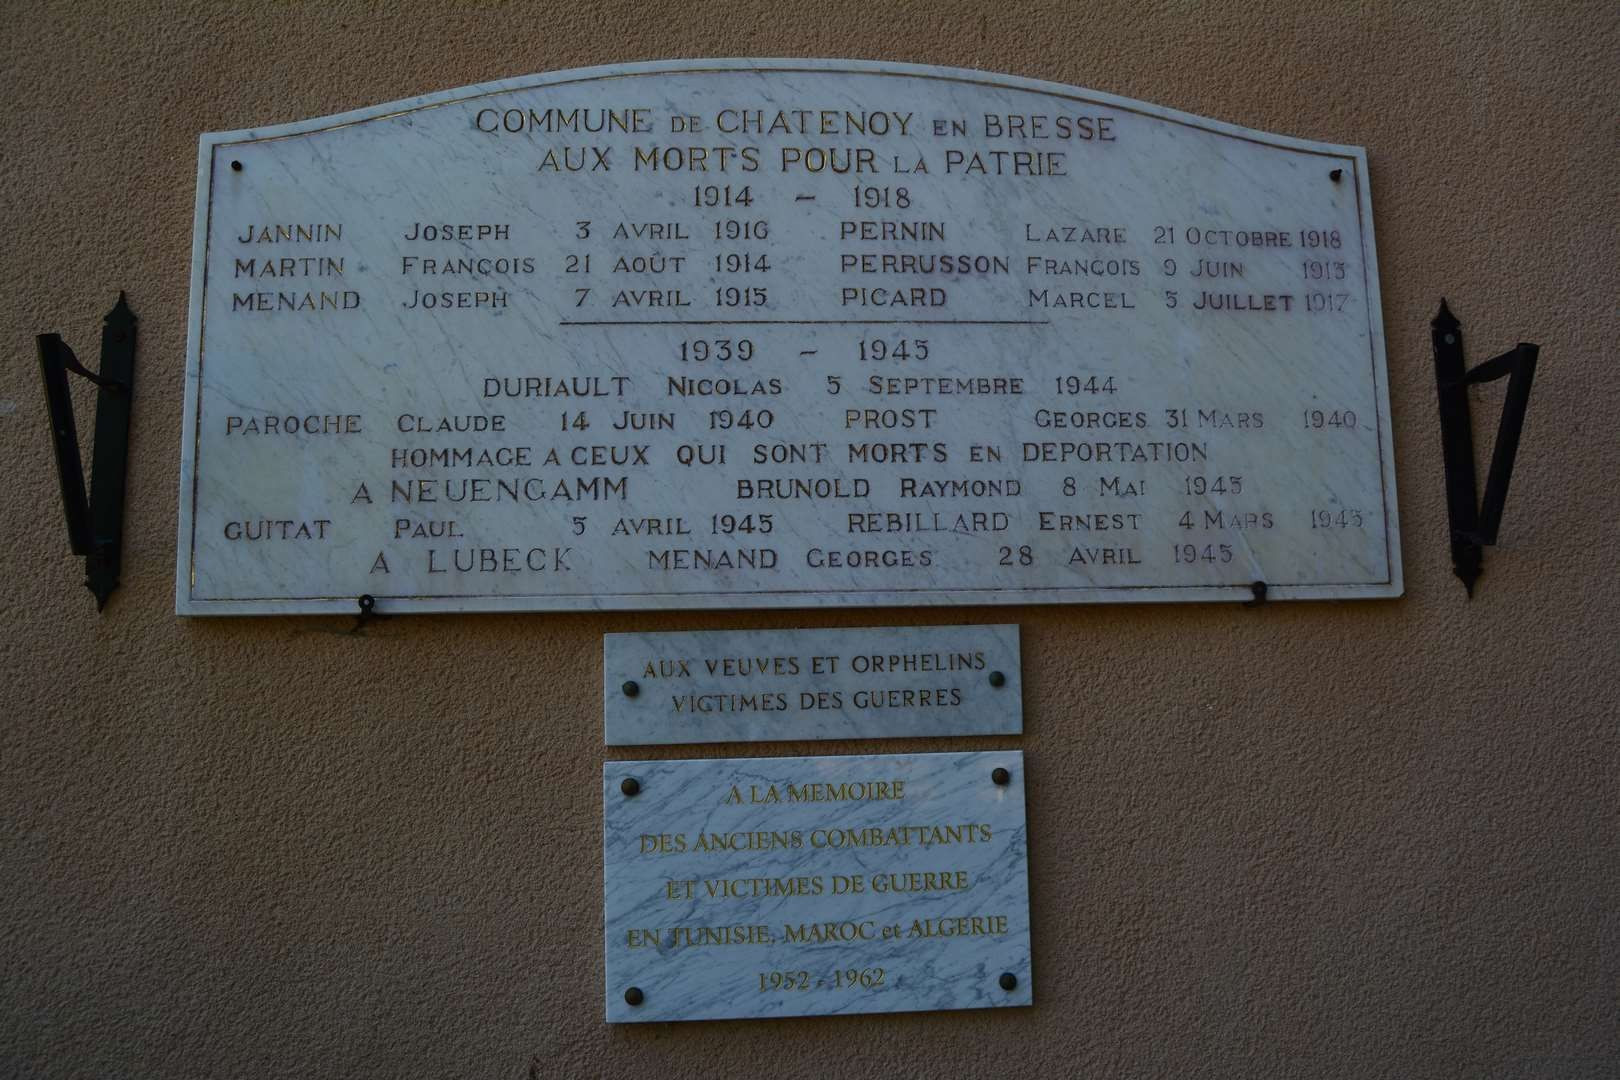 COMMUNE DE CHATENOY EN BRESSE
AUX MORTS POUR LA PATRIE
1914 – 1918
JANNIN JOSEPH 3 AVRIL 1916 PERNIN LAZARE 21 OCTOBRE 1918
MARTIN FRANÇOIS 21 AOÛT 1914 PERRUSSON FRANÇOIS 9 JUIN 1915
MENAND JOSEPH 7 AVRIL 1915 PICARD MARCEL 5 JUILLET 1917
1939 – 1945
DURIAULT NICOLAS 5 SEPTEMBRE 1944
PAROCHE CLAUDE 14 JUIN 1940 PROST GEORGES 31 MARS 1940
HOMMAGE A CEUX QUI SONT MORTS EN DEPORTATION
A NEUENGAMM BRUNOLD RAYMOND 8 MAI 1945
GUITAT PAUL 5 AVRIL 1945 REBILLARD ERNEST 4 MARS 1945
A LUBECK MENAND GEORGES 28 AVRIL 1945
AUX VEUVES ET ORPHELINS
VICTIMES DES GUERRES
A LA MEMOIRE
DES ANCIENS COMBATTANTS
ET VICTIMES DE GUERRE
EN TUNISIE, MAROC et ALGERIE
1952 - 1962